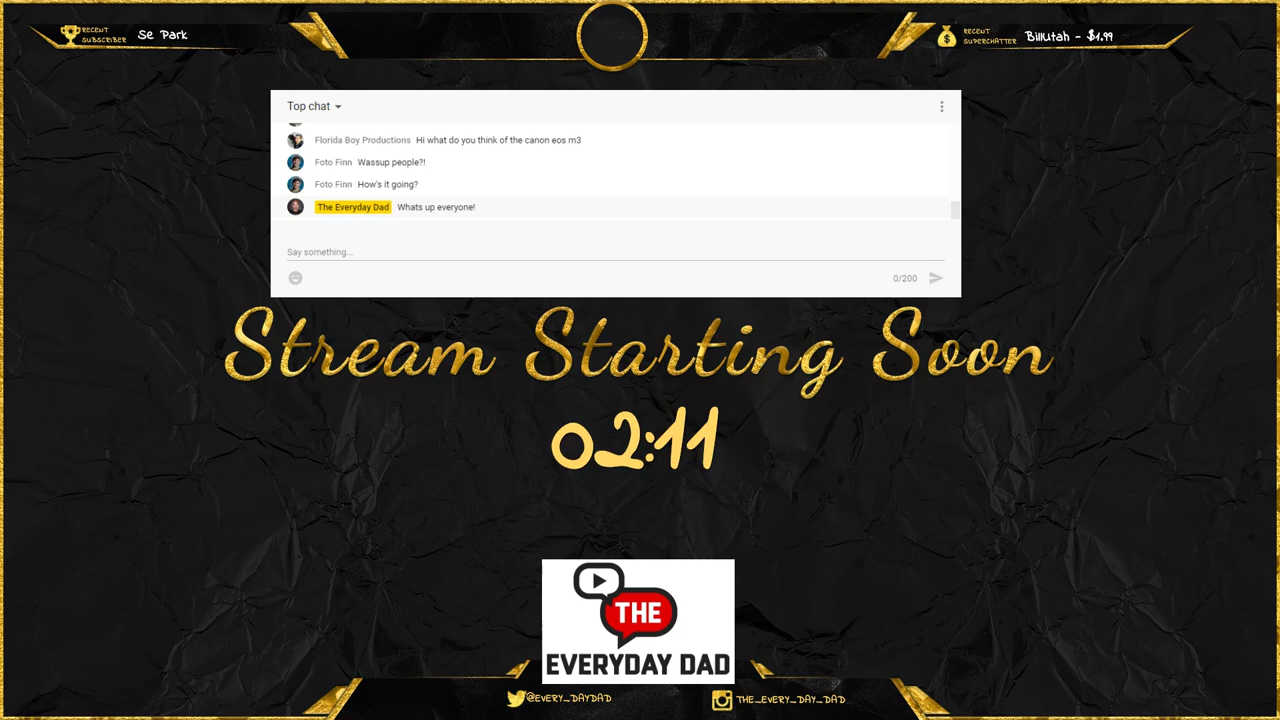 RECENT
SUBSCRIBER
Se Park
RECENT
SUPERCHATTER
Billutah - $1.99
Top chat
Florida Boy Productions Hi what do you think of the canon eos m3
Foto Finn Wassup people?!
Foto Finn How's it going?
The Everyday Dad Whats up everyone!
Say something...
0/200
Stream Starting Soon
02:11
THE
EVERYDAY DAD
@EVERY_DAYDAD
THE_EVERY_DAY_DAD